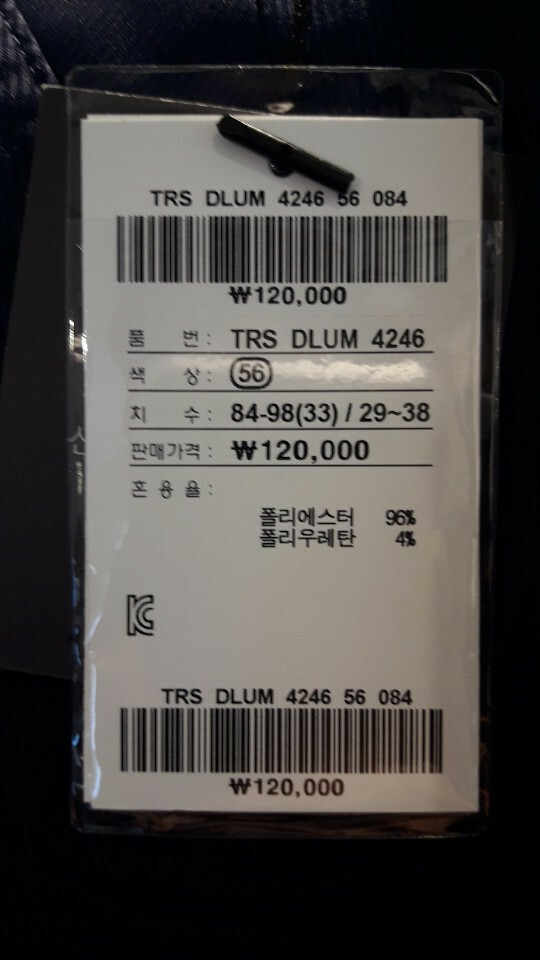 TRS DLUM 4246 56 084
₩120,000
품 번 : TRS DLUM 4246
색 상 : 56
치 수 : 84-98(33) / 29~38
판매가격 : ₩120,000
혼 용 율 :
폴리에스터 96%
폴리우레탄 4%
KC
TRS DLUM 4246 56 084
₩120,000